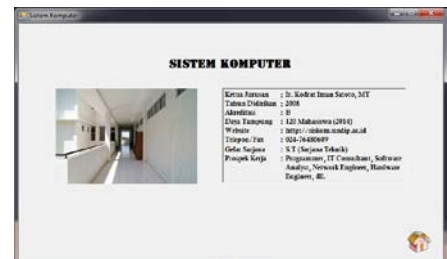 Sistem Komputer
SISTEM KOMPUTER
Ketua Jurusan : Ir. Kodrat Iman Satoto, MT
Tahun Didirikan : 2008
Akreditasi : B
Daya Tampung : 120 Mahasiswa (2014)
Website : http://siskom.undip.ac.id
Telepon/Fax : 024-76480609
Gelar Sarjana : S.T (Sarjana Teknik)
Prospek Kerja : Programmer, IT Consultant, Software
Analyst, Network Engineer, Hardware
Engineer, dll.